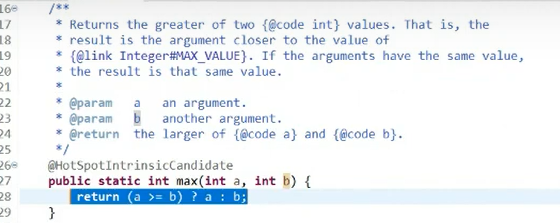 16 /**
17 * Returns the greater of two {@code int} values. That is, the
18 * result is the argument closer to the value of
19 * {@link Integer#MAX_VALUE}. If the arguments have the same value,
20 * the result is that same value.
21 *
22 * @param a an argument.
23 * @param b another argument.
24 * @return the larger of {@code a} and {@code b}.
25 */
26 @HotSpotIntrinsicCandidate
27 public static int max(int a, int b) {
28 return (a >= b) ? a : b;
29 }